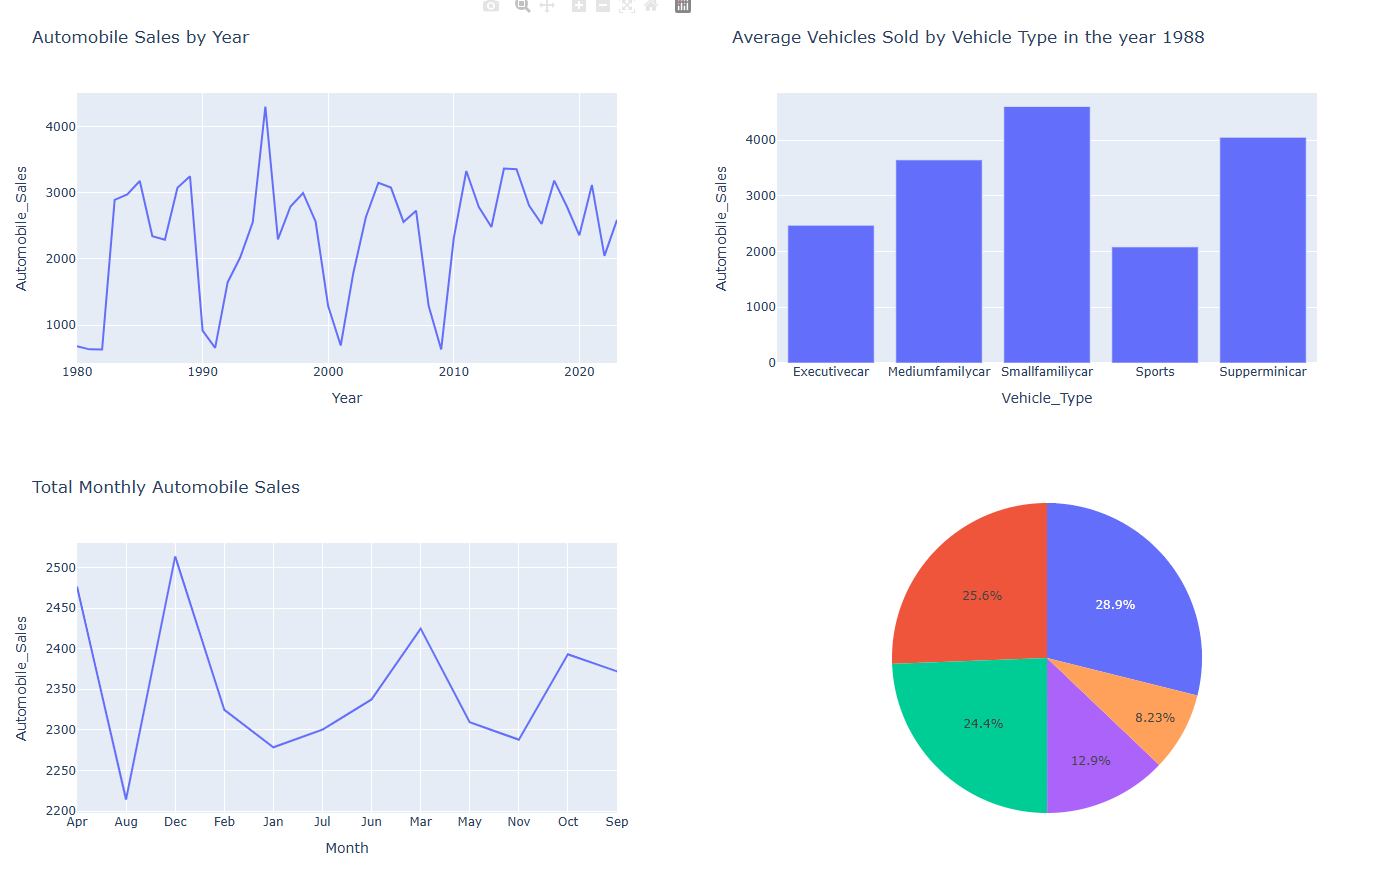 Automobile Sales by Year
4000
3000
2000
1000
Automobile_Sales
1980 1990 2000 2010 2020
Year
Average Vehicles Sold by Vehicle Type in the year 1988
4000
3000
2000
1000
0
Automobile_Sales
Executivecar Mediumfamilycar Smallfamiliycar Sports Supperminicar
Vehicle_Type
Total Monthly Automobile Sales
2500
2450
2400
2350
2300
2250
2200
Automobile_Sales
Apr Aug Dec Feb Jan Jul Jun Mar May Nov Oct Sep
Month
25.6%
28.9%
24.4%
8.23%
12.9%